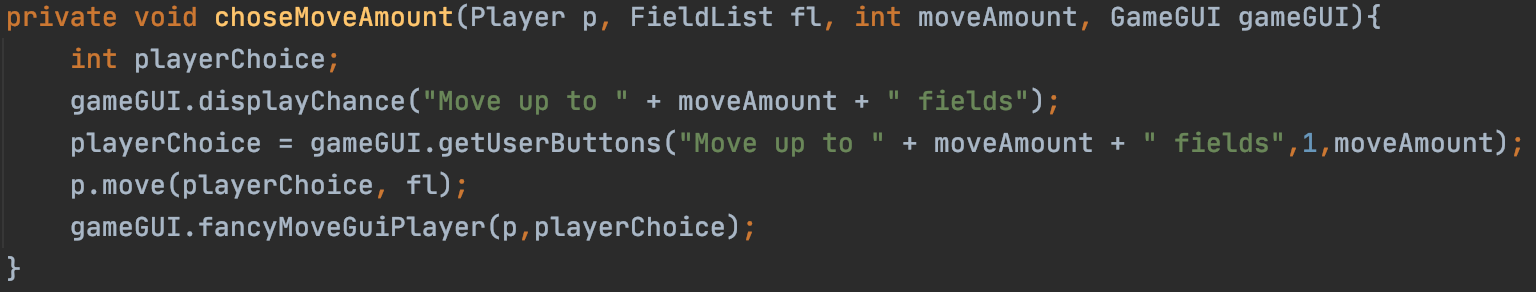 private void choseMoveAmount(Player p, FieldList fl, int moveAmount, GameGUI gameGUI){
    int playerChoice;
    gameGUI.displayChance("Move up to " + moveAmount + " fields");
    playerChoice = gameGUI.getUserButtons("Move up to " + moveAmount + " fields",1,moveAmount);
    p.move(playerChoice, fl);
    gameGUI.fancyMoveGuiPlayer(p,playerChoice);
}